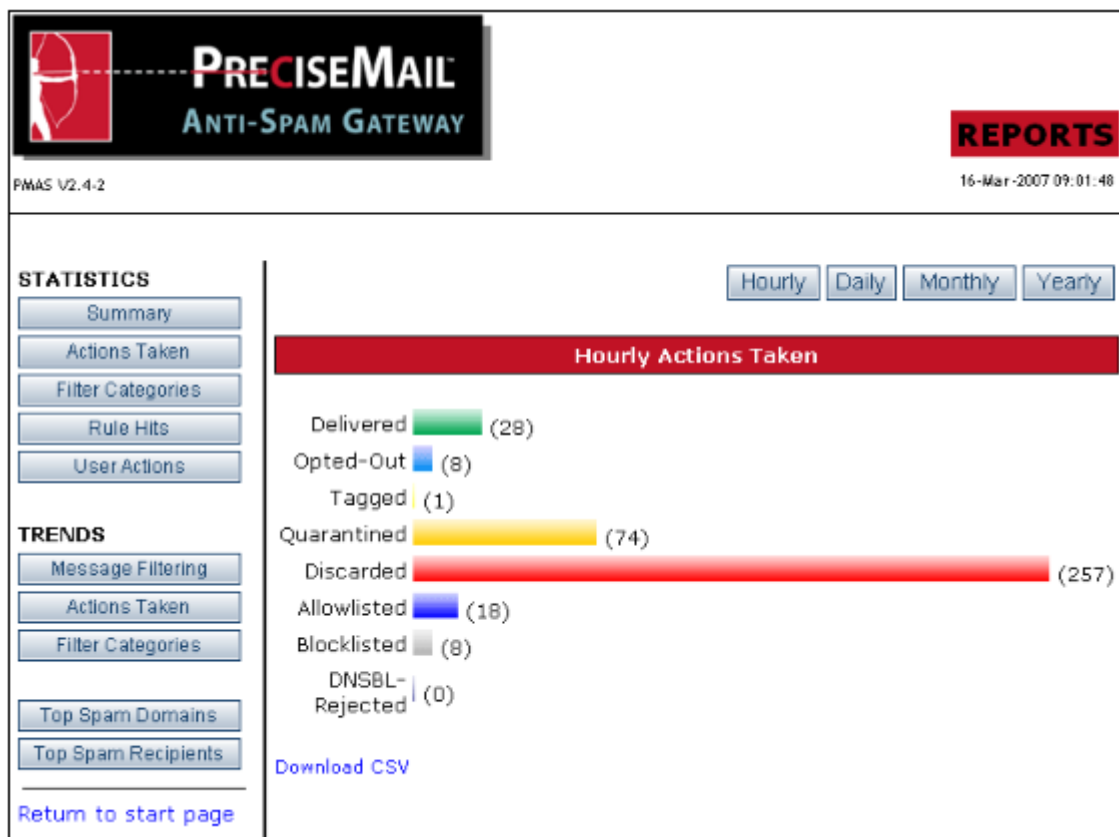 PRECISEMAIL™
ANTI-SPAM GATEWAY
REPORTS
PMAS V2.4-2
16-Mar-2007 09:01:48
STATISTICS
Summary
Actions Taken
Filter Categories
Rule Hits
User Actions
TRENDS
Message Filtering
Actions Taken
Filter Categories
Top Spam Domains
Top Spam Recipients
Return to start page
Hourly Daily Monthly Yearly
Hourly Actions Taken
Delivered (28)
Opted-Out (8)
Tagged (1)
Quarantined (74)
Discarded (257)
Allowlisted (18)
Blocklisted (8)
DNSBL-
Rejected (0)
Download CSV